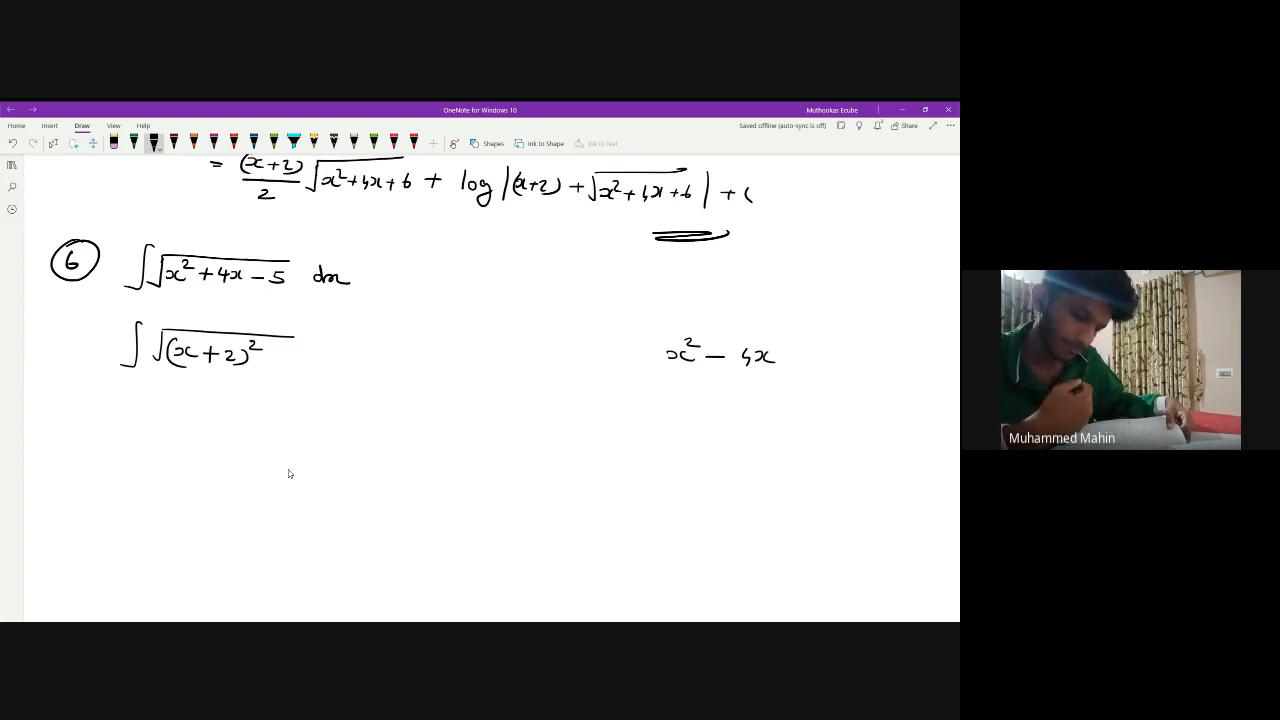 OneNote for Windows 10
Muthookas Ecube
Home Insert Draw View Help
Saved offline (auto-sync is off)
Share
Shapes
Ink to Shape
Ink to Text
= (x+2)/2 √(x²+4x+6) + log |(x+2) + √(x²+4x+6)| + C
6 ∫ √(x²+4x-5) dx
∫ √((x+2)²
x² - 4x
Muhammed Mahin